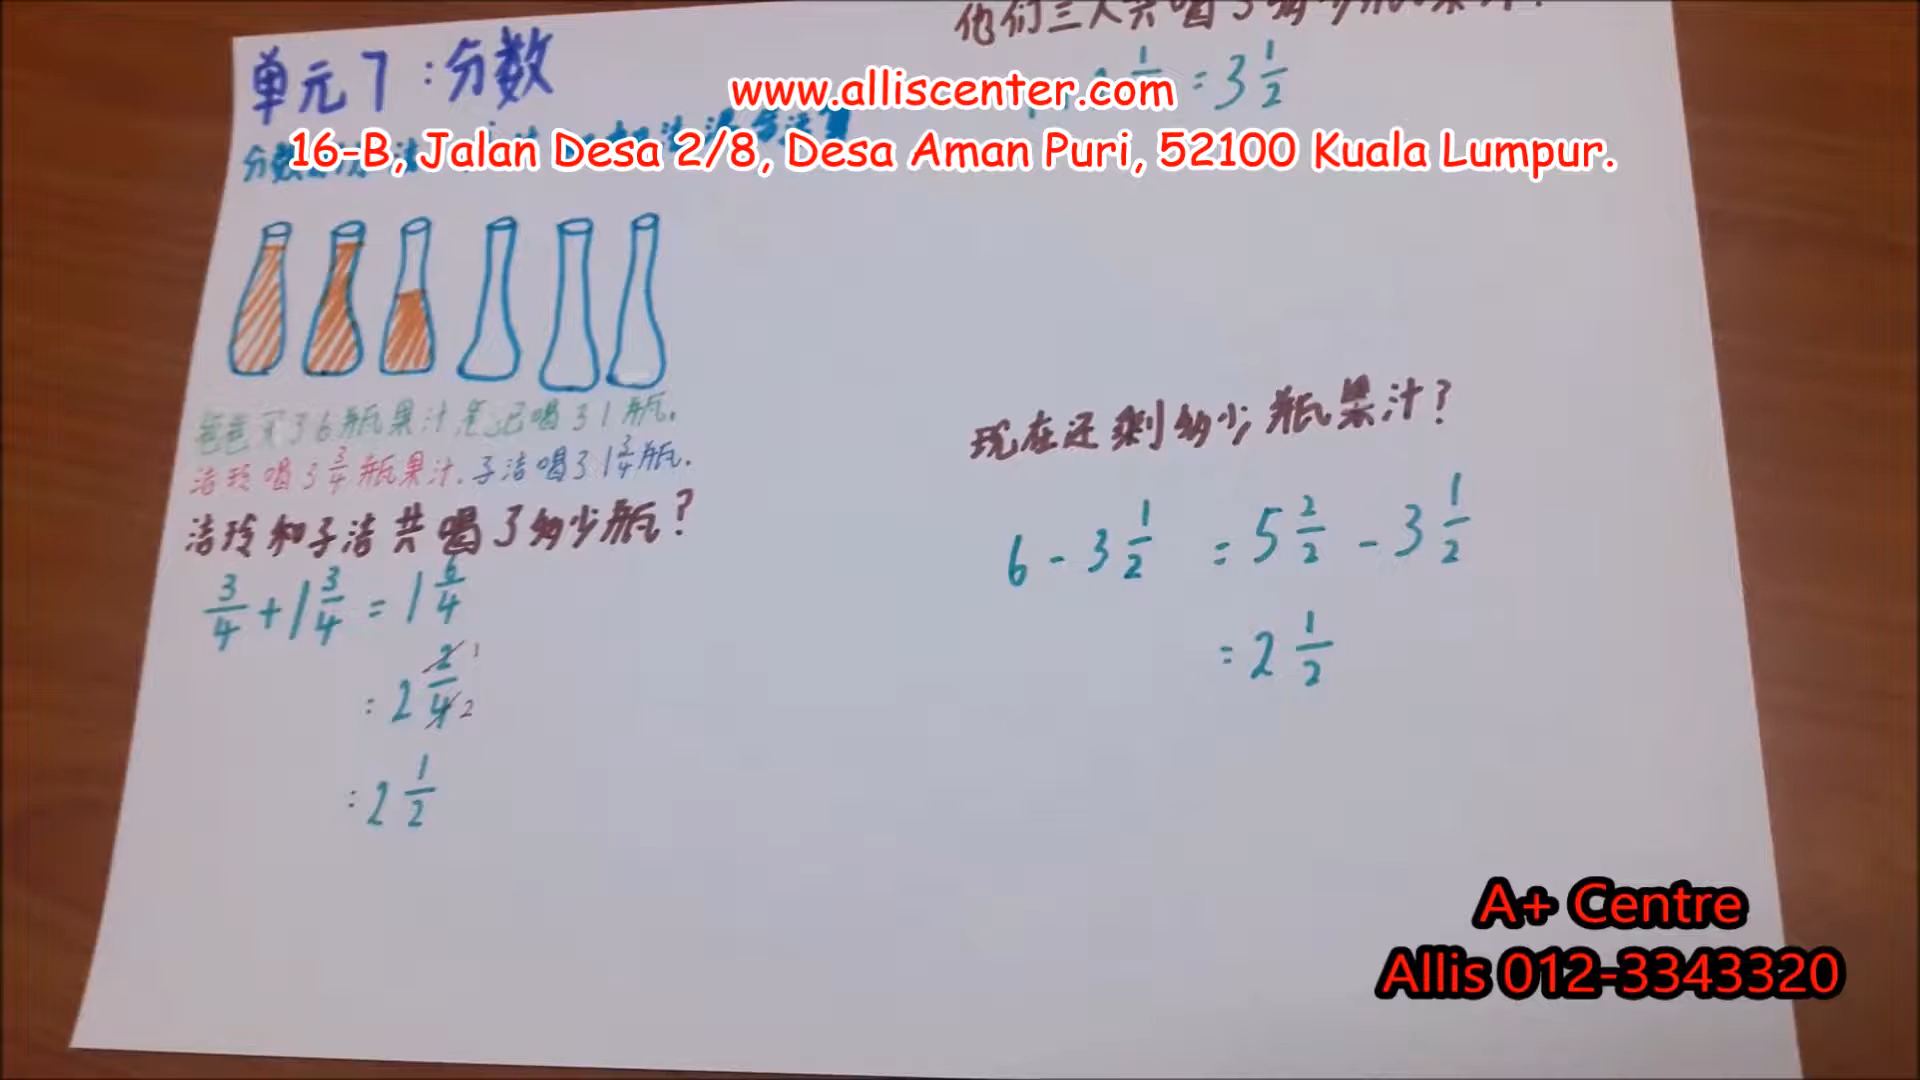 www.alliscenter.com
16-B, Jalan Desa 2/8, Desa Aman Puri, 52100 Kuala Lumpur.
单元7:分数
分数
爸爸买了6瓶果汁,自己喝了1瓶。
洁玲喝了3/4瓶果汁,子洁喝了1 3/4瓶。
洁玲和子洁共喝了多少瓶?
3/4 + 1 3/4 = 1 6/4
= 2 2/4 1 2
= 2 1/2
他们三人共喝了多少瓶果汁?
= 3 1/2
现在还剩多少瓶果汁?
6 - 3 1/2 = 5 2/2 - 3 1/2
= 2 1/2
A+ Centre
Allis 012-3343320